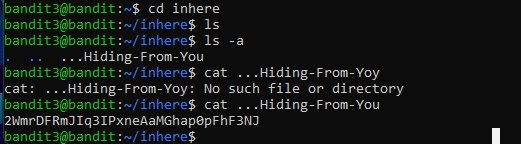 bandit3@bandit:~$ cd inhere
bandit3@bandit:~/inhere$ ls
bandit3@bandit:~/inhere$ ls -a
.  ..  ...Hiding-From-You
bandit3@bandit:~/inhere$ cat ...Hiding-From-Yoy
cat: ...Hiding-From-Yoy: No such file or directory
bandit3@bandit:~/inhere$ cat ...Hiding-From-You
2WmrDFRmJIq3IPxneAaMGhap0pFhF3NJ
bandit3@bandit:~/inhere$